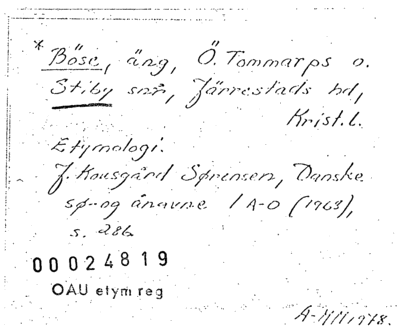 * Böse, äng, Ö. Tommarps o.
Stiby snr, Järrestads hd,
Krist. l.
Etymologi.
J. Kousgård Sørensen, Danske
sø- og ånavne 1 A-O (1968),
s. 286
00024819
OAU etym reg
1978.